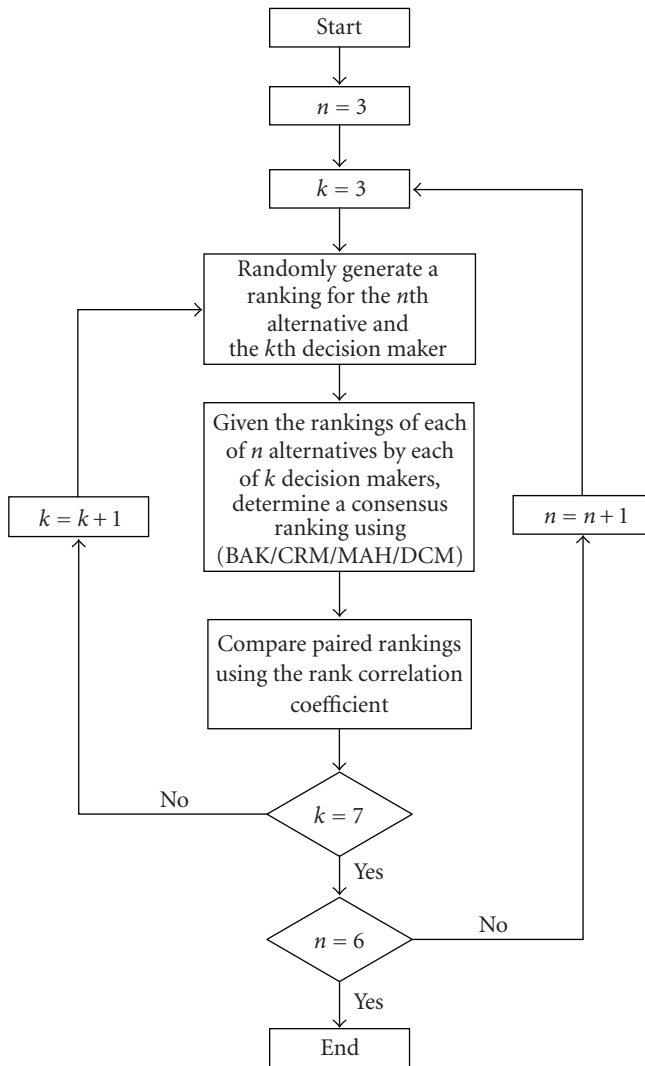 Start
n = 3
k = 3
Randomly generate a
ranking for the nth
alternative and
the kth decision maker
Given the rankings of each
of n alternatives by each
of k decision makers,
determine a consensus
ranking using
(BAK/CRM/MAH/DCM)
k = k + 1
n = n + 1
Compare paired rankings
using the rank correlation
coefficient
No
k = 7
Yes
n = 6
No
Yes
End